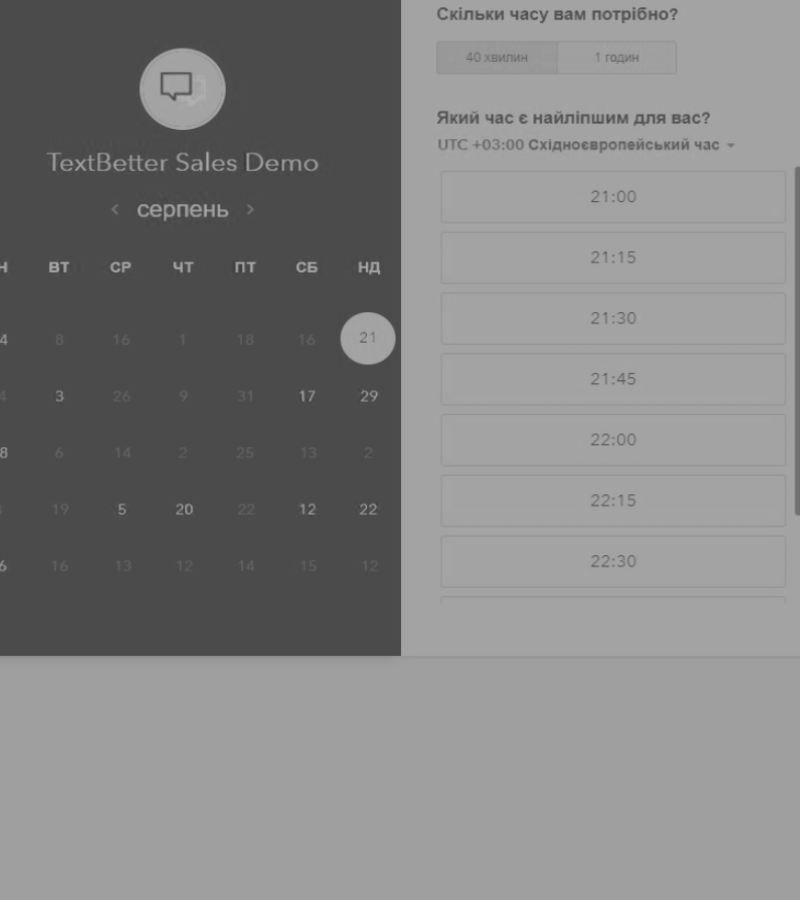 TextBetter Sales Demo
серпень
ВТ СР ЧТ ПТ СБ НД
4 8 16 1 18 16 21
4 3 26 9 31 17 29
8 6 14 2 25 13 2
19 5 20 22 12 22
6 16 13 12 14 15 12
Скільки часу вам потрібно?
40 хвилин 1 годин
Який час є найліпшим для вас?
UTC +03:00 Східноєвропейський час
21:00
21:15
21:30
21:45
22:00
22:15
22:30